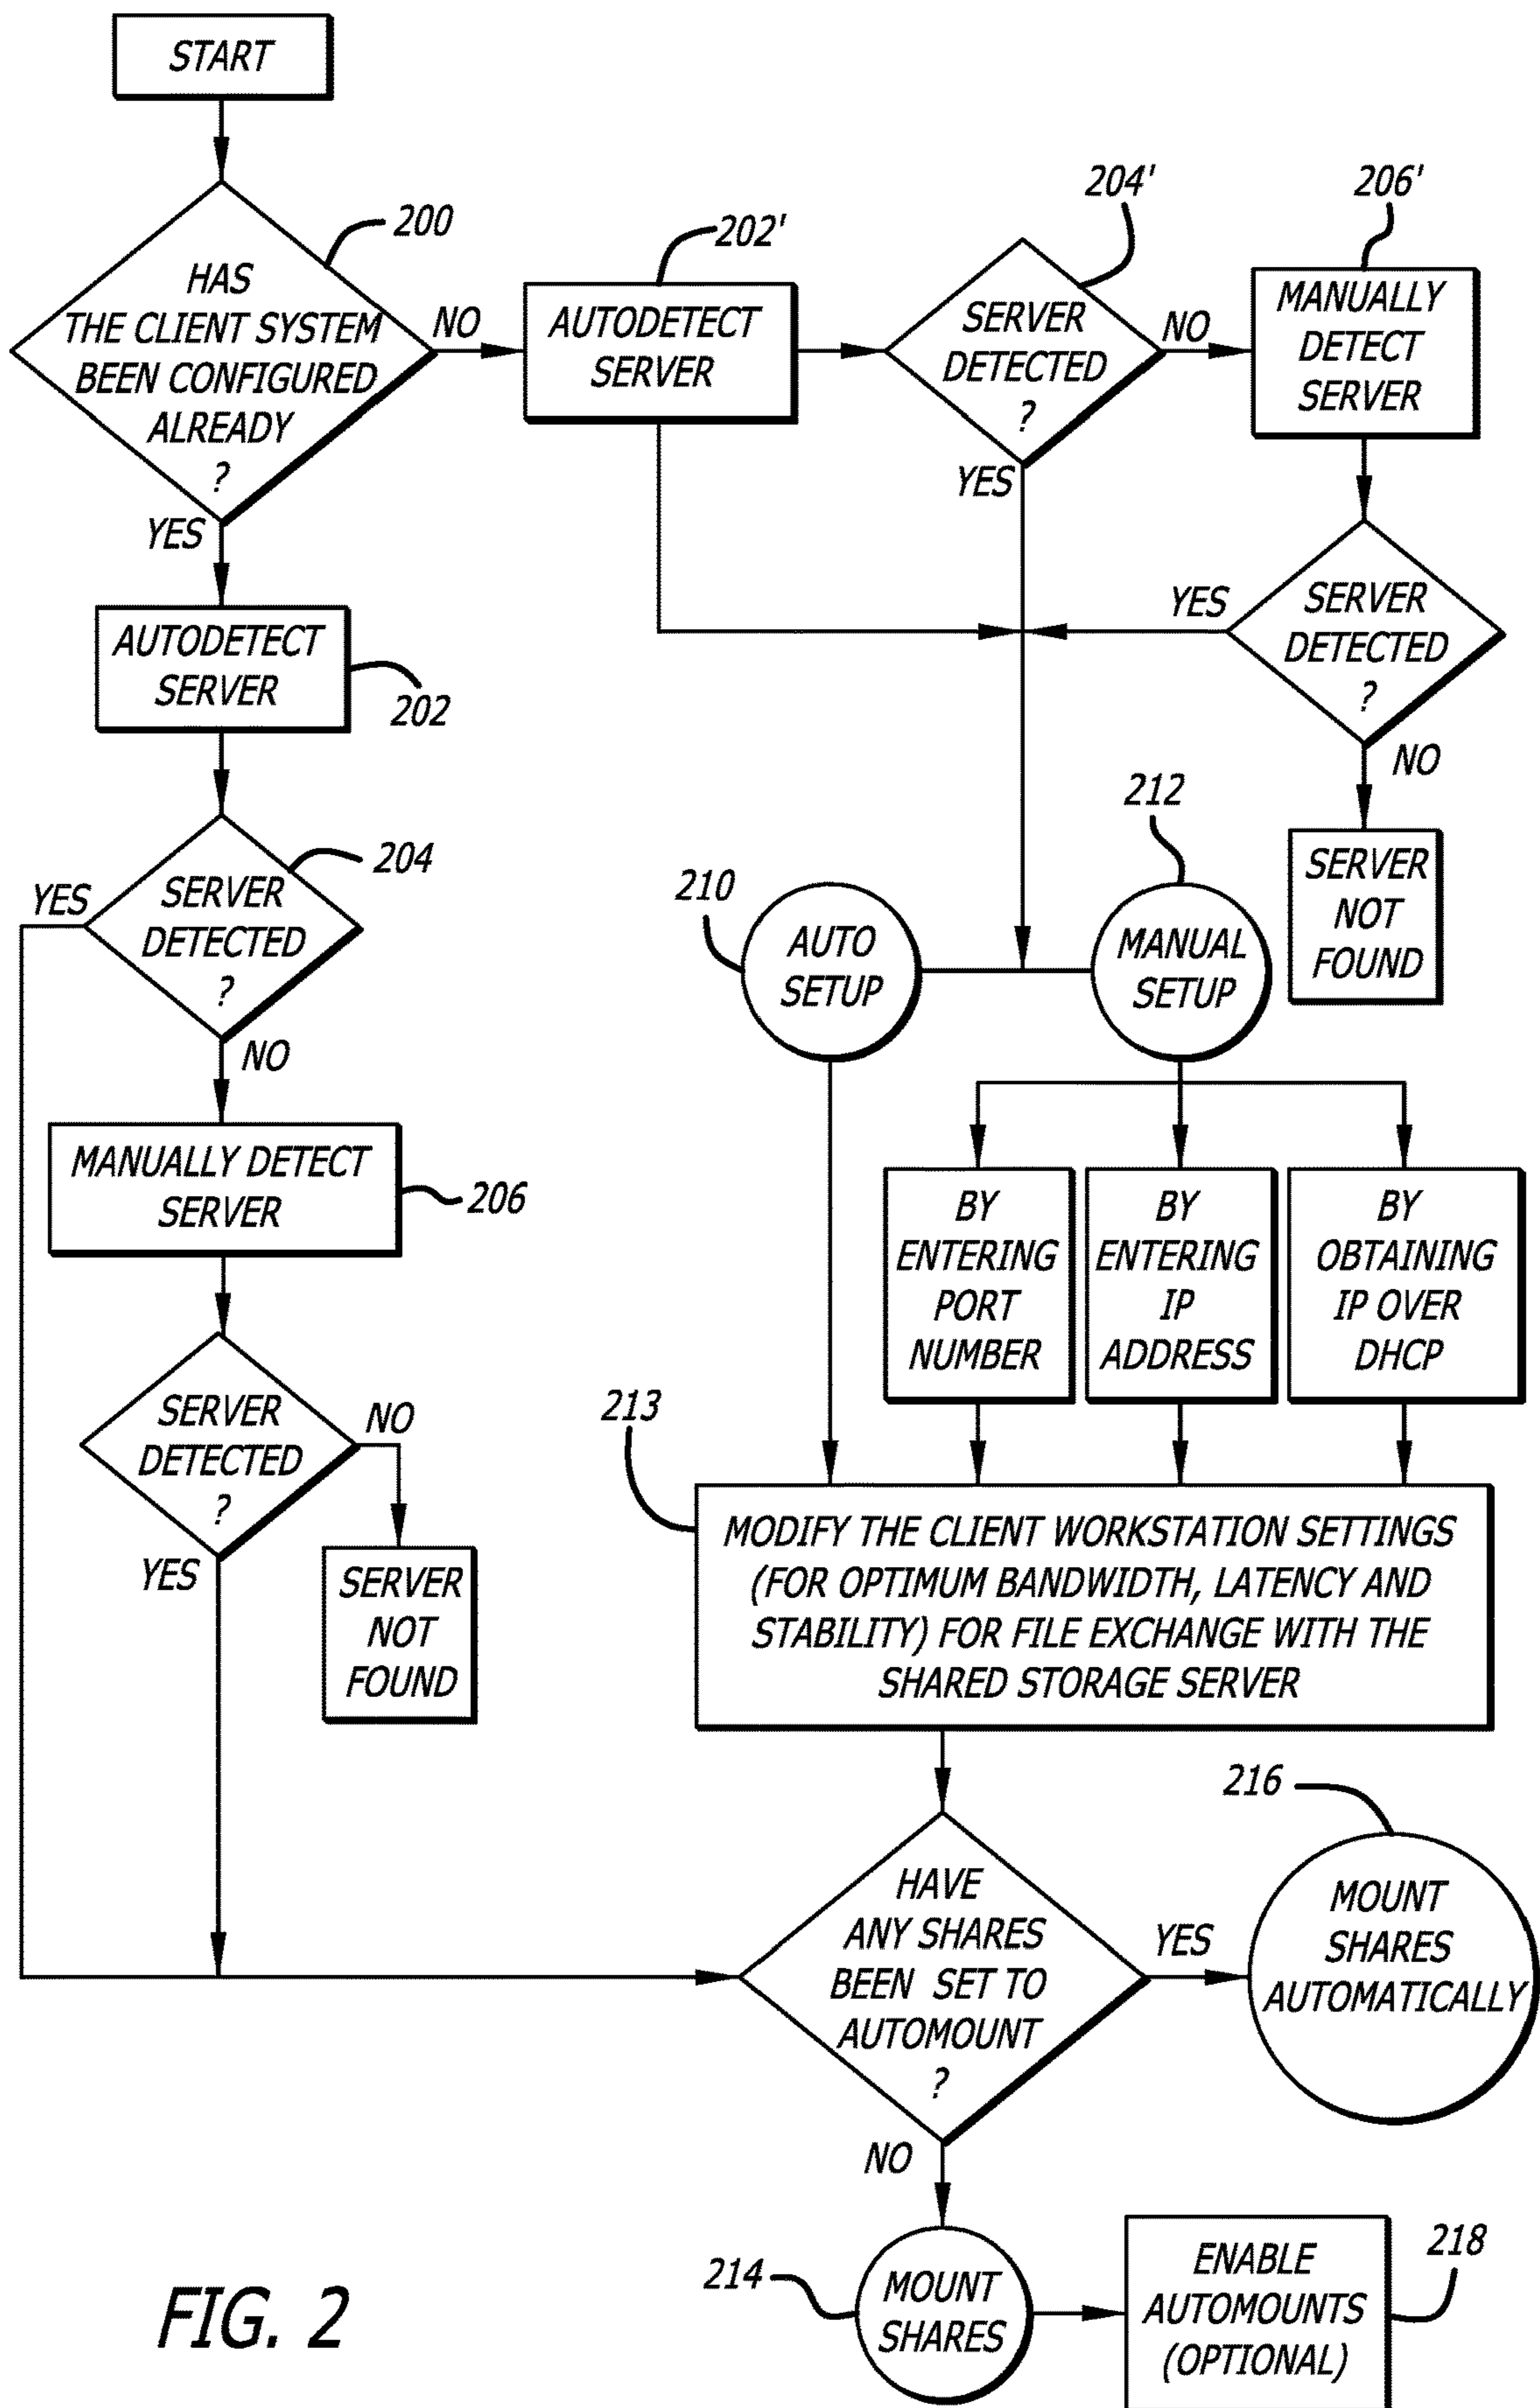 START
200
HAS
THE CLIENT SYSTEM
BEEN CONFIGURED
ALREADY
?
NO
YES
202'
AUTODETECT
SERVER
204'
SERVER
DETECTED
?
NO
YES
206'
MANUALLY
DETECT
SERVER
SERVER
DETECTED
?
YES
NO
SERVER
NOT
FOUND
AUTODETECT
SERVER
202
204
SERVER
DETECTED
?
YES
NO
MANUALLY DETECT
SERVER
206
SERVER
DETECTED
?
NO
YES
SERVER
NOT
FOUND
210
AUTO
SETUP
212
MANUAL
SETUP
BY
ENTERING
PORT
NUMBER
BY
ENTERING
IP
ADDRESS
BY
OBTAINING
IP OVER
DHCP
213
MODIFY THE CLIENT WORKSTATION SETTINGS
(FOR OPTIMUM BANDWIDTH, LATENCY AND
STABILITY) FOR FILE EXCHANGE WITH THE
SHARED STORAGE SERVER
HAVE
ANY SHARES
BEEN SET TO
AUTOMOUNT
?
YES
NO
216
MOUNT
SHARES
AUTOMATICALLY
214
MOUNT
SHARES
218
ENABLE
AUTOMOUNTS
(OPTIONAL)
FIG. 2